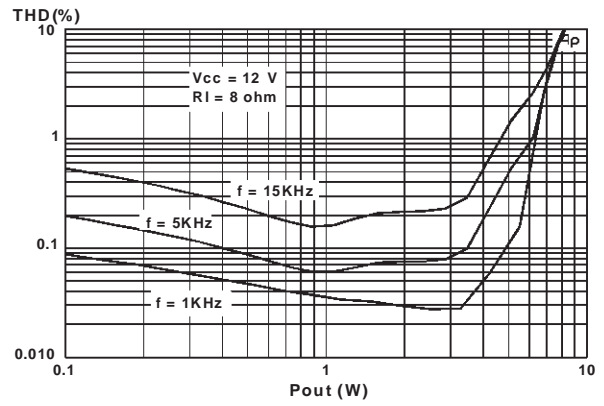 THD(%)
10
Vcc = 12 V
Rl = 8 ohm
1
f = 15KHz
f = 5KHz
0.1
f = 1KHz
0.010
0.1 1 10
Pout (W)